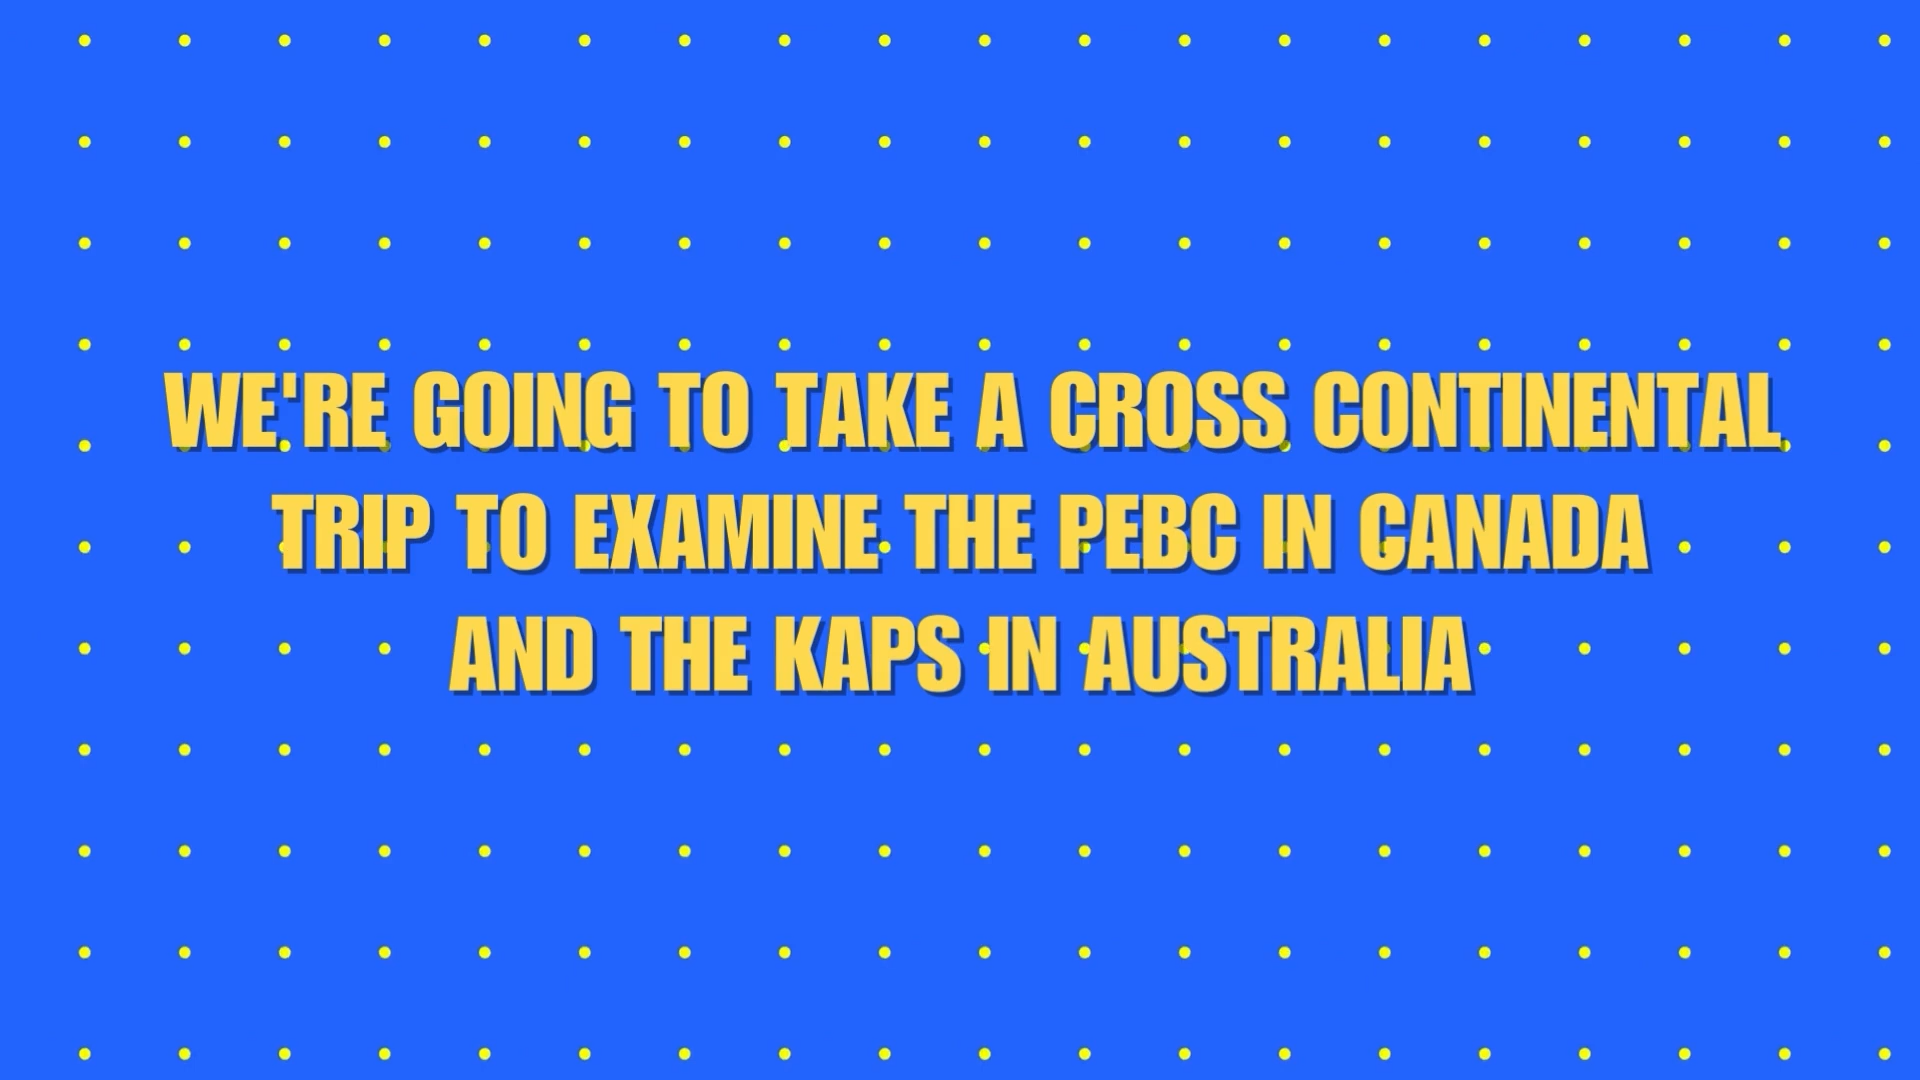 WE'RE GOING TO TAKE A CROSS CONTINENTAL
TRIP TO EXAMINE THE PEBC IN CANADA
AND THE KAPS IN AUSTRALIA